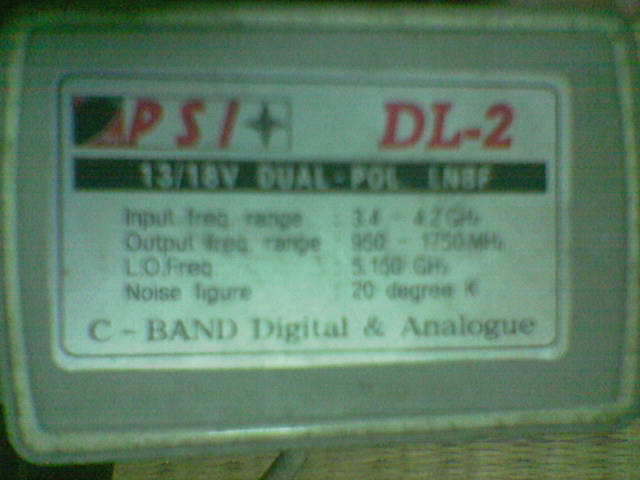 APSI DL-2
13/18V DUAL-POL. LNBF
Input freq. range : 3.4 - 4.2 GHz
Output freq. range : 950 - 1750 MHz
L.O.Freq : 5.150 GHz
Noise figure : 20 degree K
C-BAND Digital & Analogue